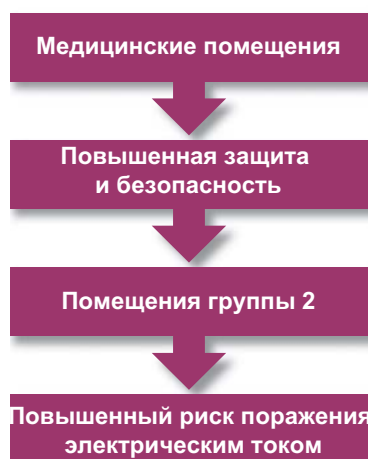 Медицинские помещения
Повышенная защита
и безопасность
Помещения группы 2
Повышенный риск поражения
электрическим током